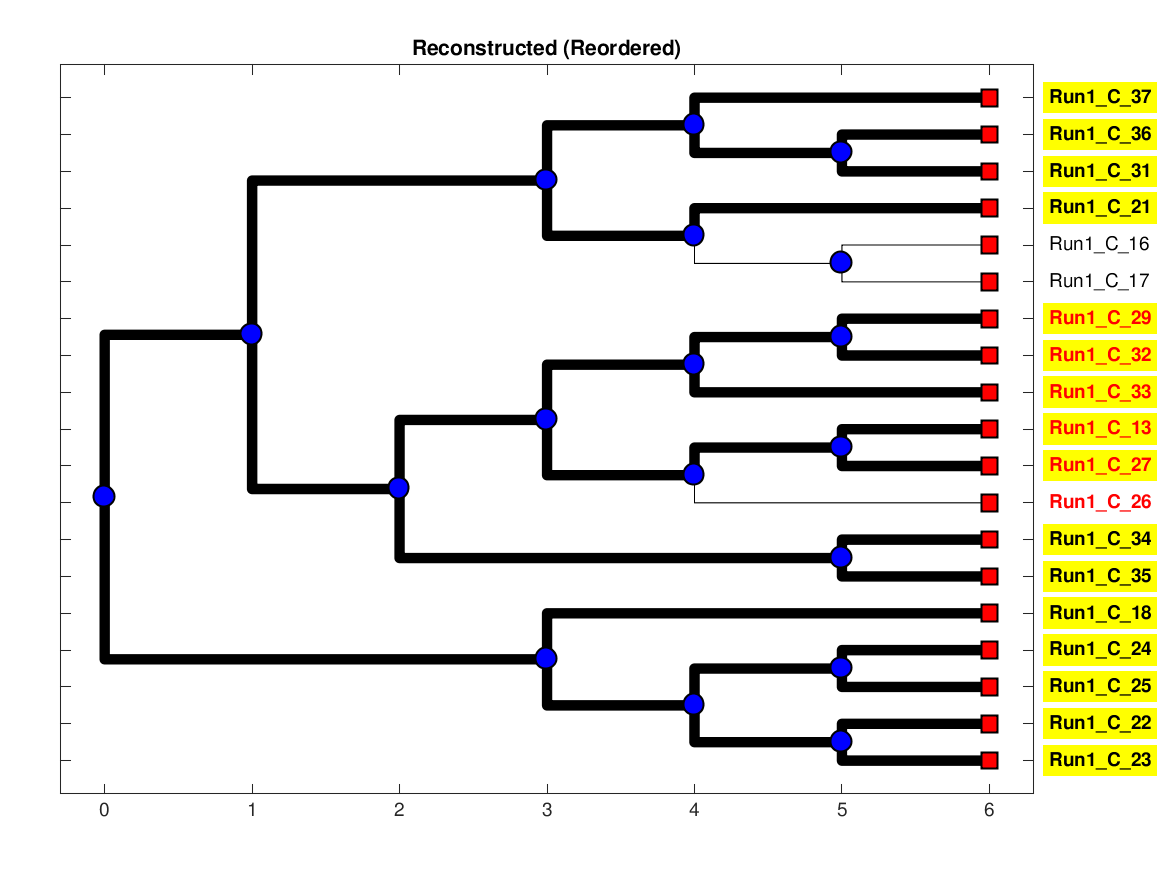 Reconstructed (Reordered)
Run1_C_37
Run1_C_36
Run1_C_31
Run1_C_21
Run1_C_16
Run1_C_17
Run1_C_29
Run1_C_32
Run1_C_33
Run1_C_13
Run1_C_27
Run1_C_26
Run1_C_34
Run1_C_35
Run1_C_18
Run1_C_24
Run1_C_25
Run1_C_22
Run1_C_23
0 1 2 3 4 5 6